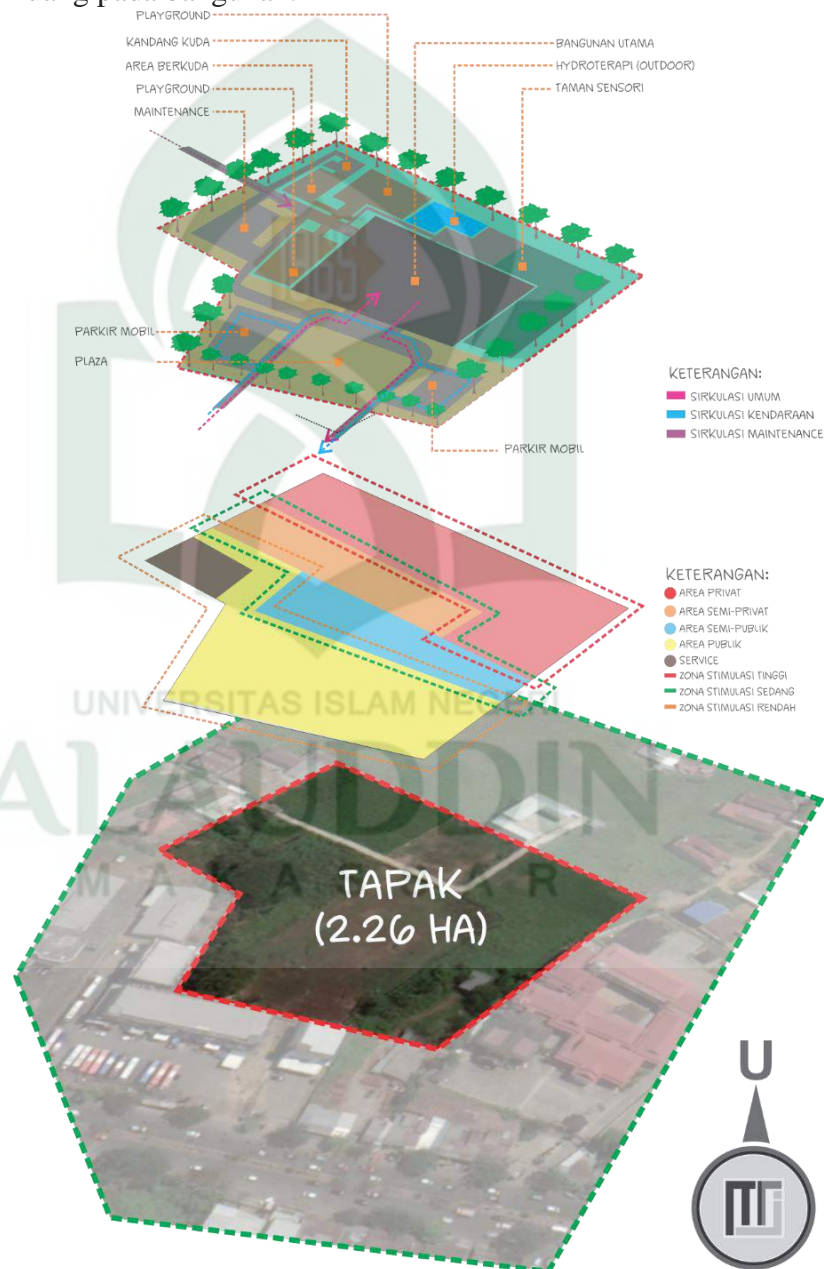 PLAYGROUND
KANDANG KUDA
AREA BERKUDA
PLAYGROUND
MAINTENANCE
BANGUNAN UTAMA
HYDROTERAPI (OUTDOOR)
TAMAN SENSORI
PARKIR MOBIL
PLAZA
PARKIR MOBIL
KETERANGAN:
SIRKULASI UMUM
SIRKULASI KENDARAAN
SIRKULASI MAINTENANCE
KETERANGAN:
AREA PRIVAT
AREA SEMI-PRIVAT
AREA SEMI-PUBLIK
AREA PUBLIK
SERVICE
ZONA STIMULASI TINGGI
ZONA STIMULASI SEDANG
ZONA STIMULASI RENDAH
UNIVERSITAS ISLAM NEGERI
ALAUDDIN
MAKASSAR
TAPAK
(2.26 HA)
U